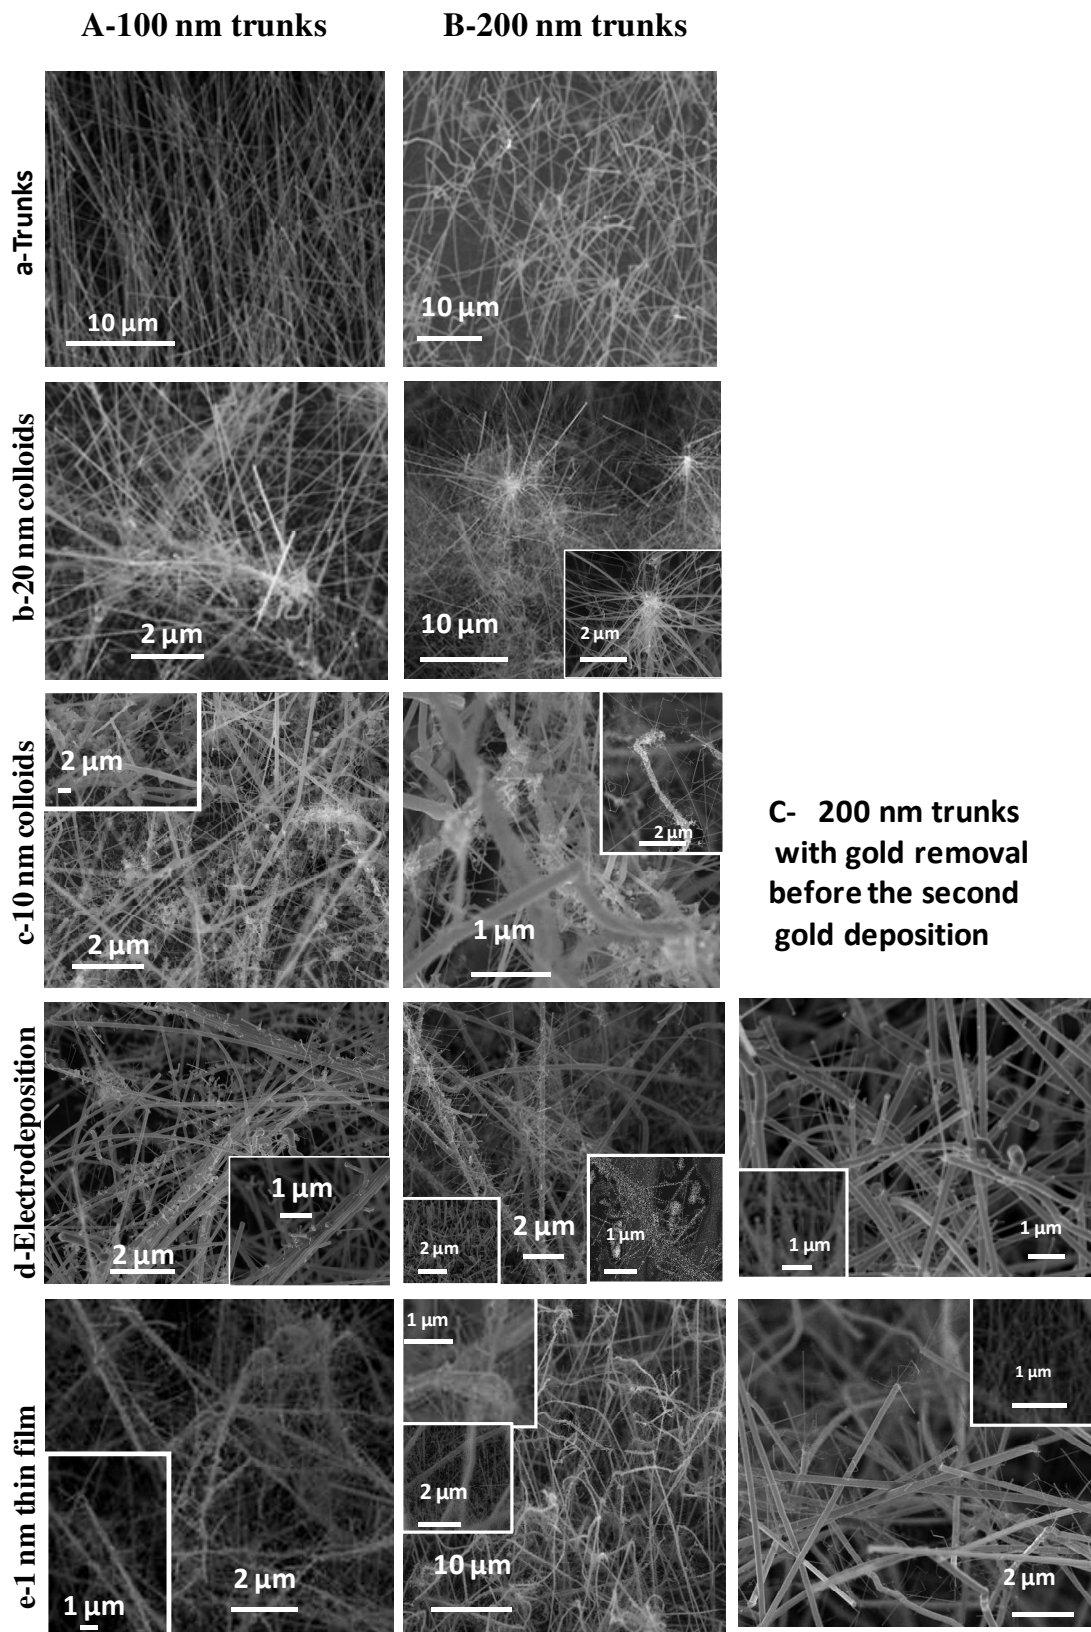 A-100 nm trunks
B-200 nm trunks
a-Trunks
10 µm
10 µm
b-20 nm colloids
2 µm
10 µm
2 µm
c-10 nm colloids
2 µm
2 µm
1 µm
2 µm
C- 200 nm trunks
with gold removal
before the second
gold deposition
d-Electrodeposition
2 µm
1 µm
2 µm
2 µm
1 µm
1 µm
1 µm
e-1 nm thin film
1 µm
2 µm
1 µm
2 µm
10 µm
1 µm
2 µm